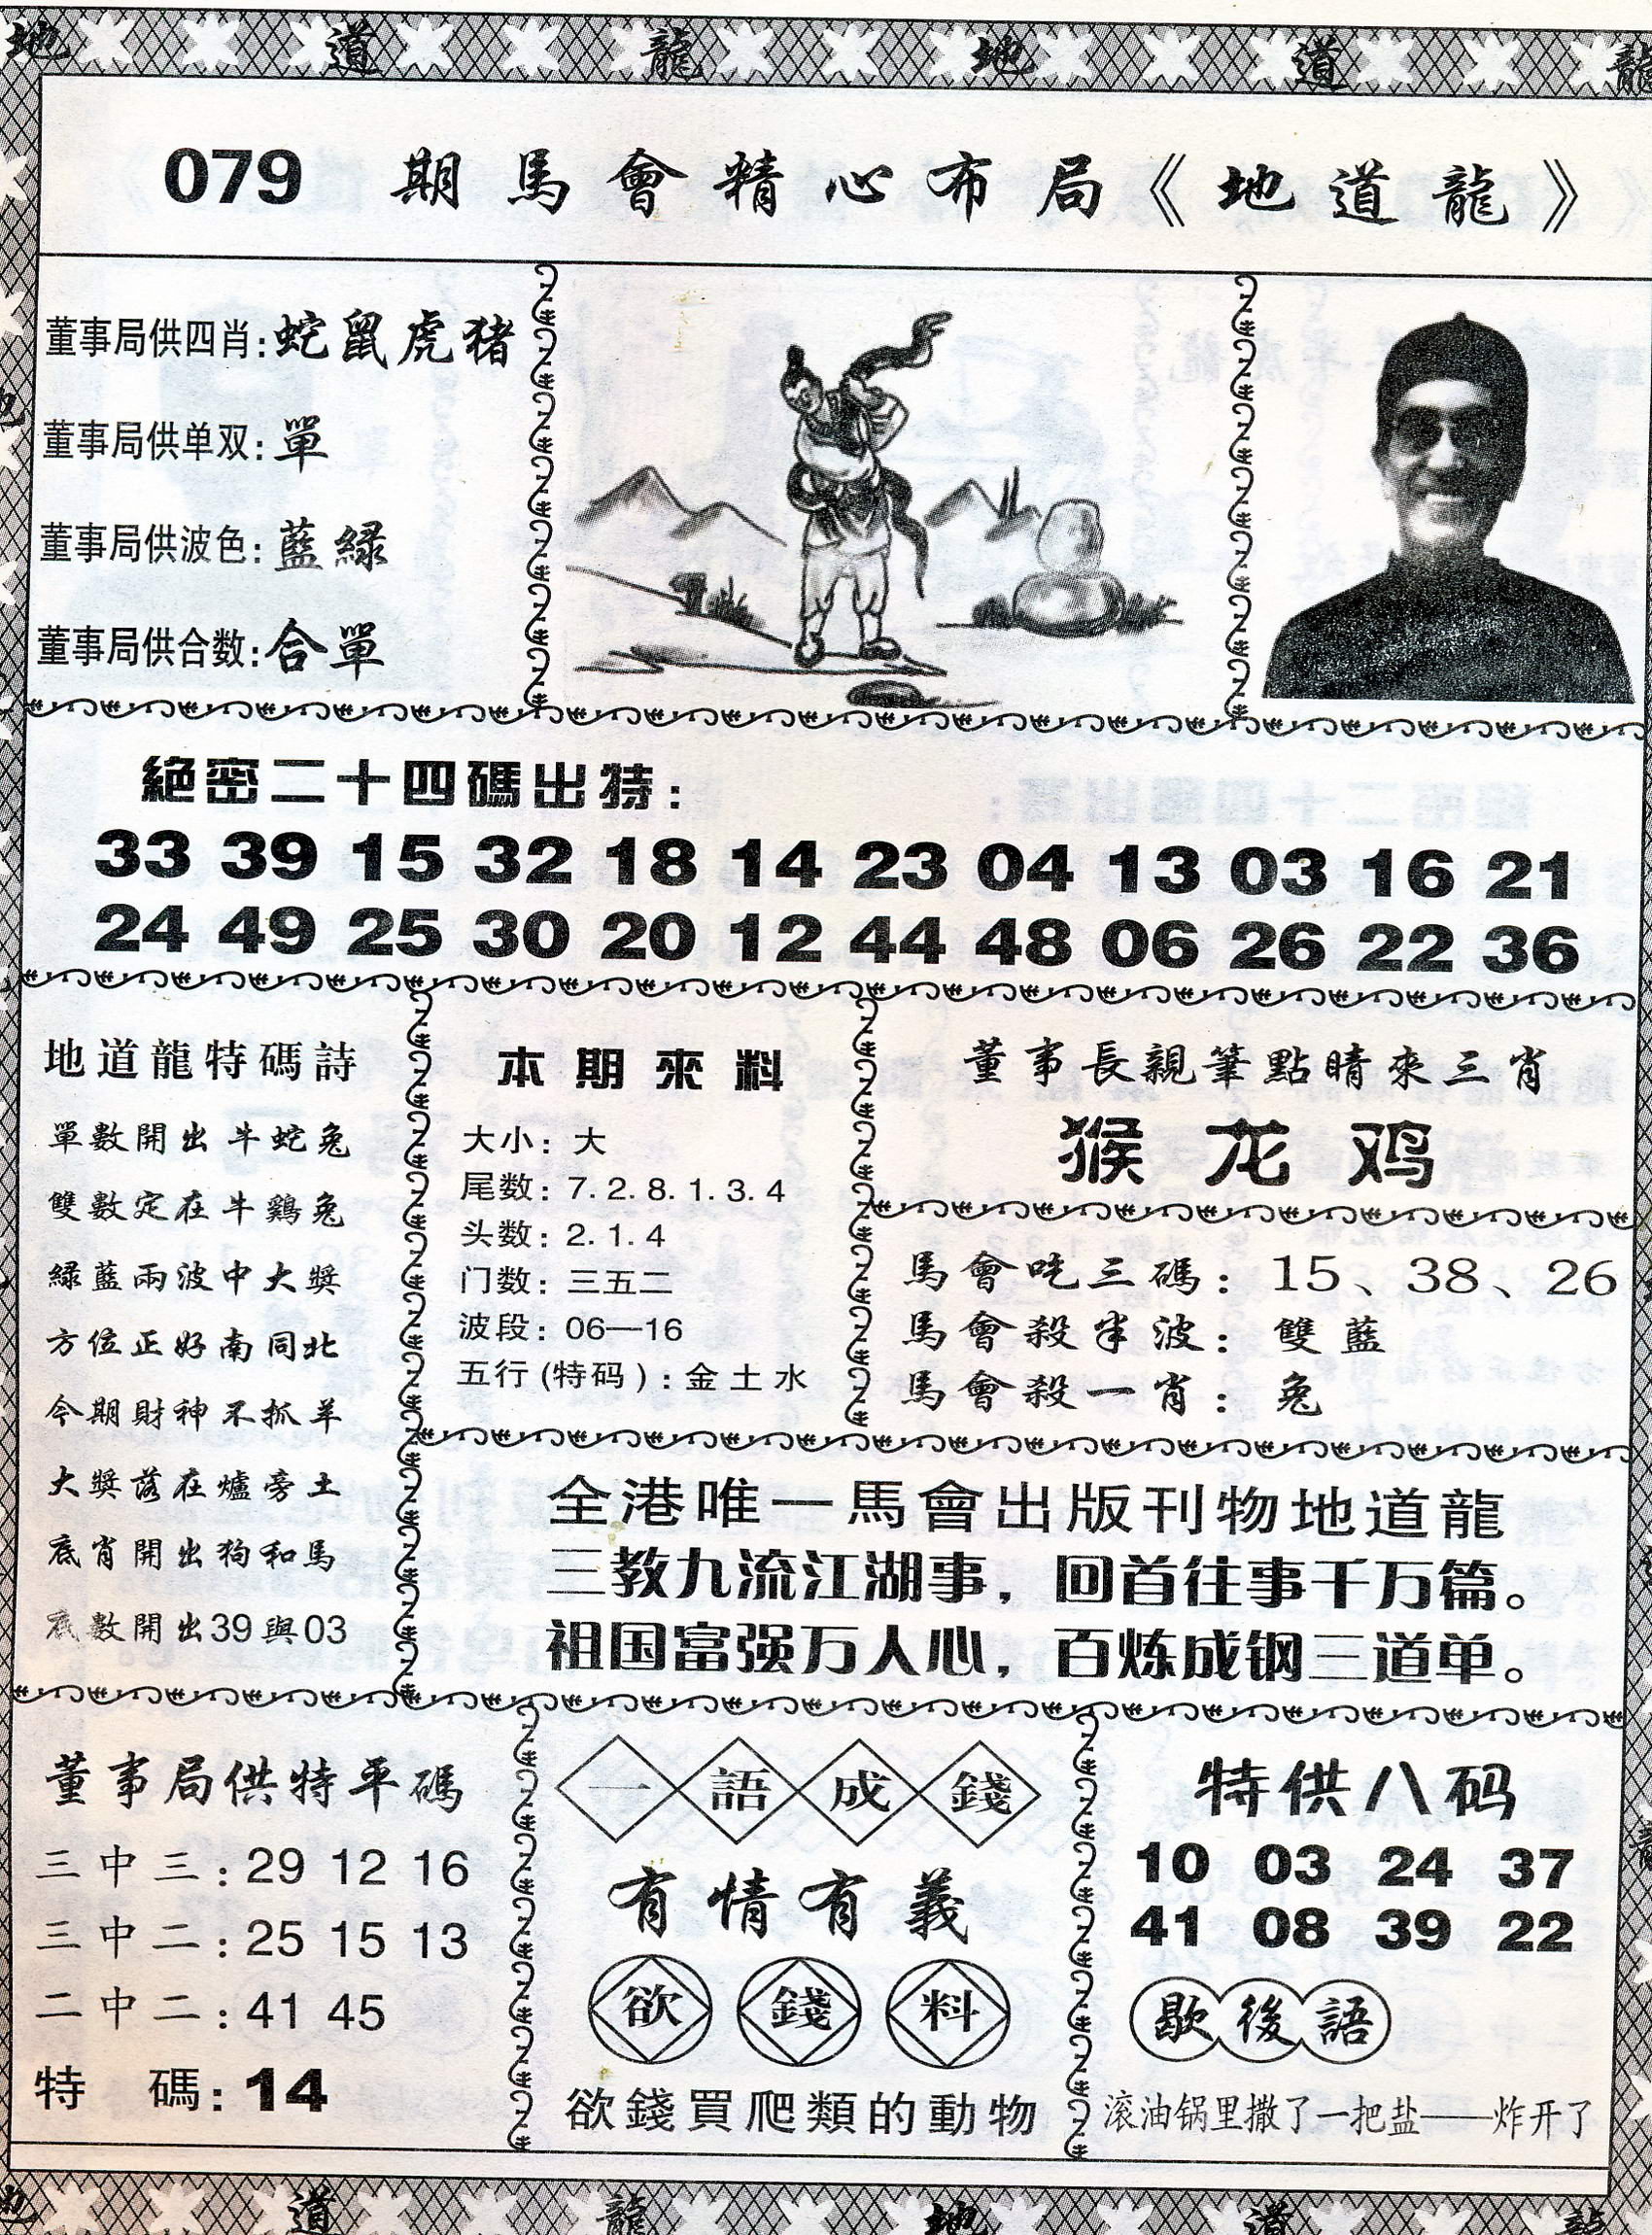 地 道 龍 地 道 龍
079 期馬會精心布局《地道龍》
董事局供四肖:蛇鼠虎猪
董事局供单双:單
董事局供波色:藍緑
董事局供合数:合單
絕密二十四碼出特:
33 39 15 32 18 14 23 04 13 03 16 21
24 49 25 30 20 12 44 48 06 26 22 36
地道龍特碼詩
單數開出牛蛇兔
雙數定在牛鷄兔
緑藍兩波中大獎
方位正好南同北
今期財神不抓羊
大獎落在爐旁土
底肖開出狗和馬
底數開出39與03
本期來料
大小: 大
尾数: 7.2.8.1.3.4
头数: 2.1.4
门数: 三五二
波段: 06—16
五行(特码): 金土水
董事長親筆點睛來三肖
猴龙鸡
馬會吃三碼: 15、38、26
馬會殺半波: 雙藍
馬會殺一肖: 兔
全港唯一馬會出版刊物地道龍
三教九流江湖事，回首往事千万篇。
祖国富强万人心，百炼成钢三道单。
董事局供特平碼
三中三:29 12 16
三中二:25 15 13
二中二:41 45
特 碼:14
一語成錢
有情有義
欲錢料
欲錢買爬類的動物
特供八码
10 03 24 37
41 08 39 22
歇後語
滚油锅里撒了一把盐——炸开了
道 龍 地 道 龍